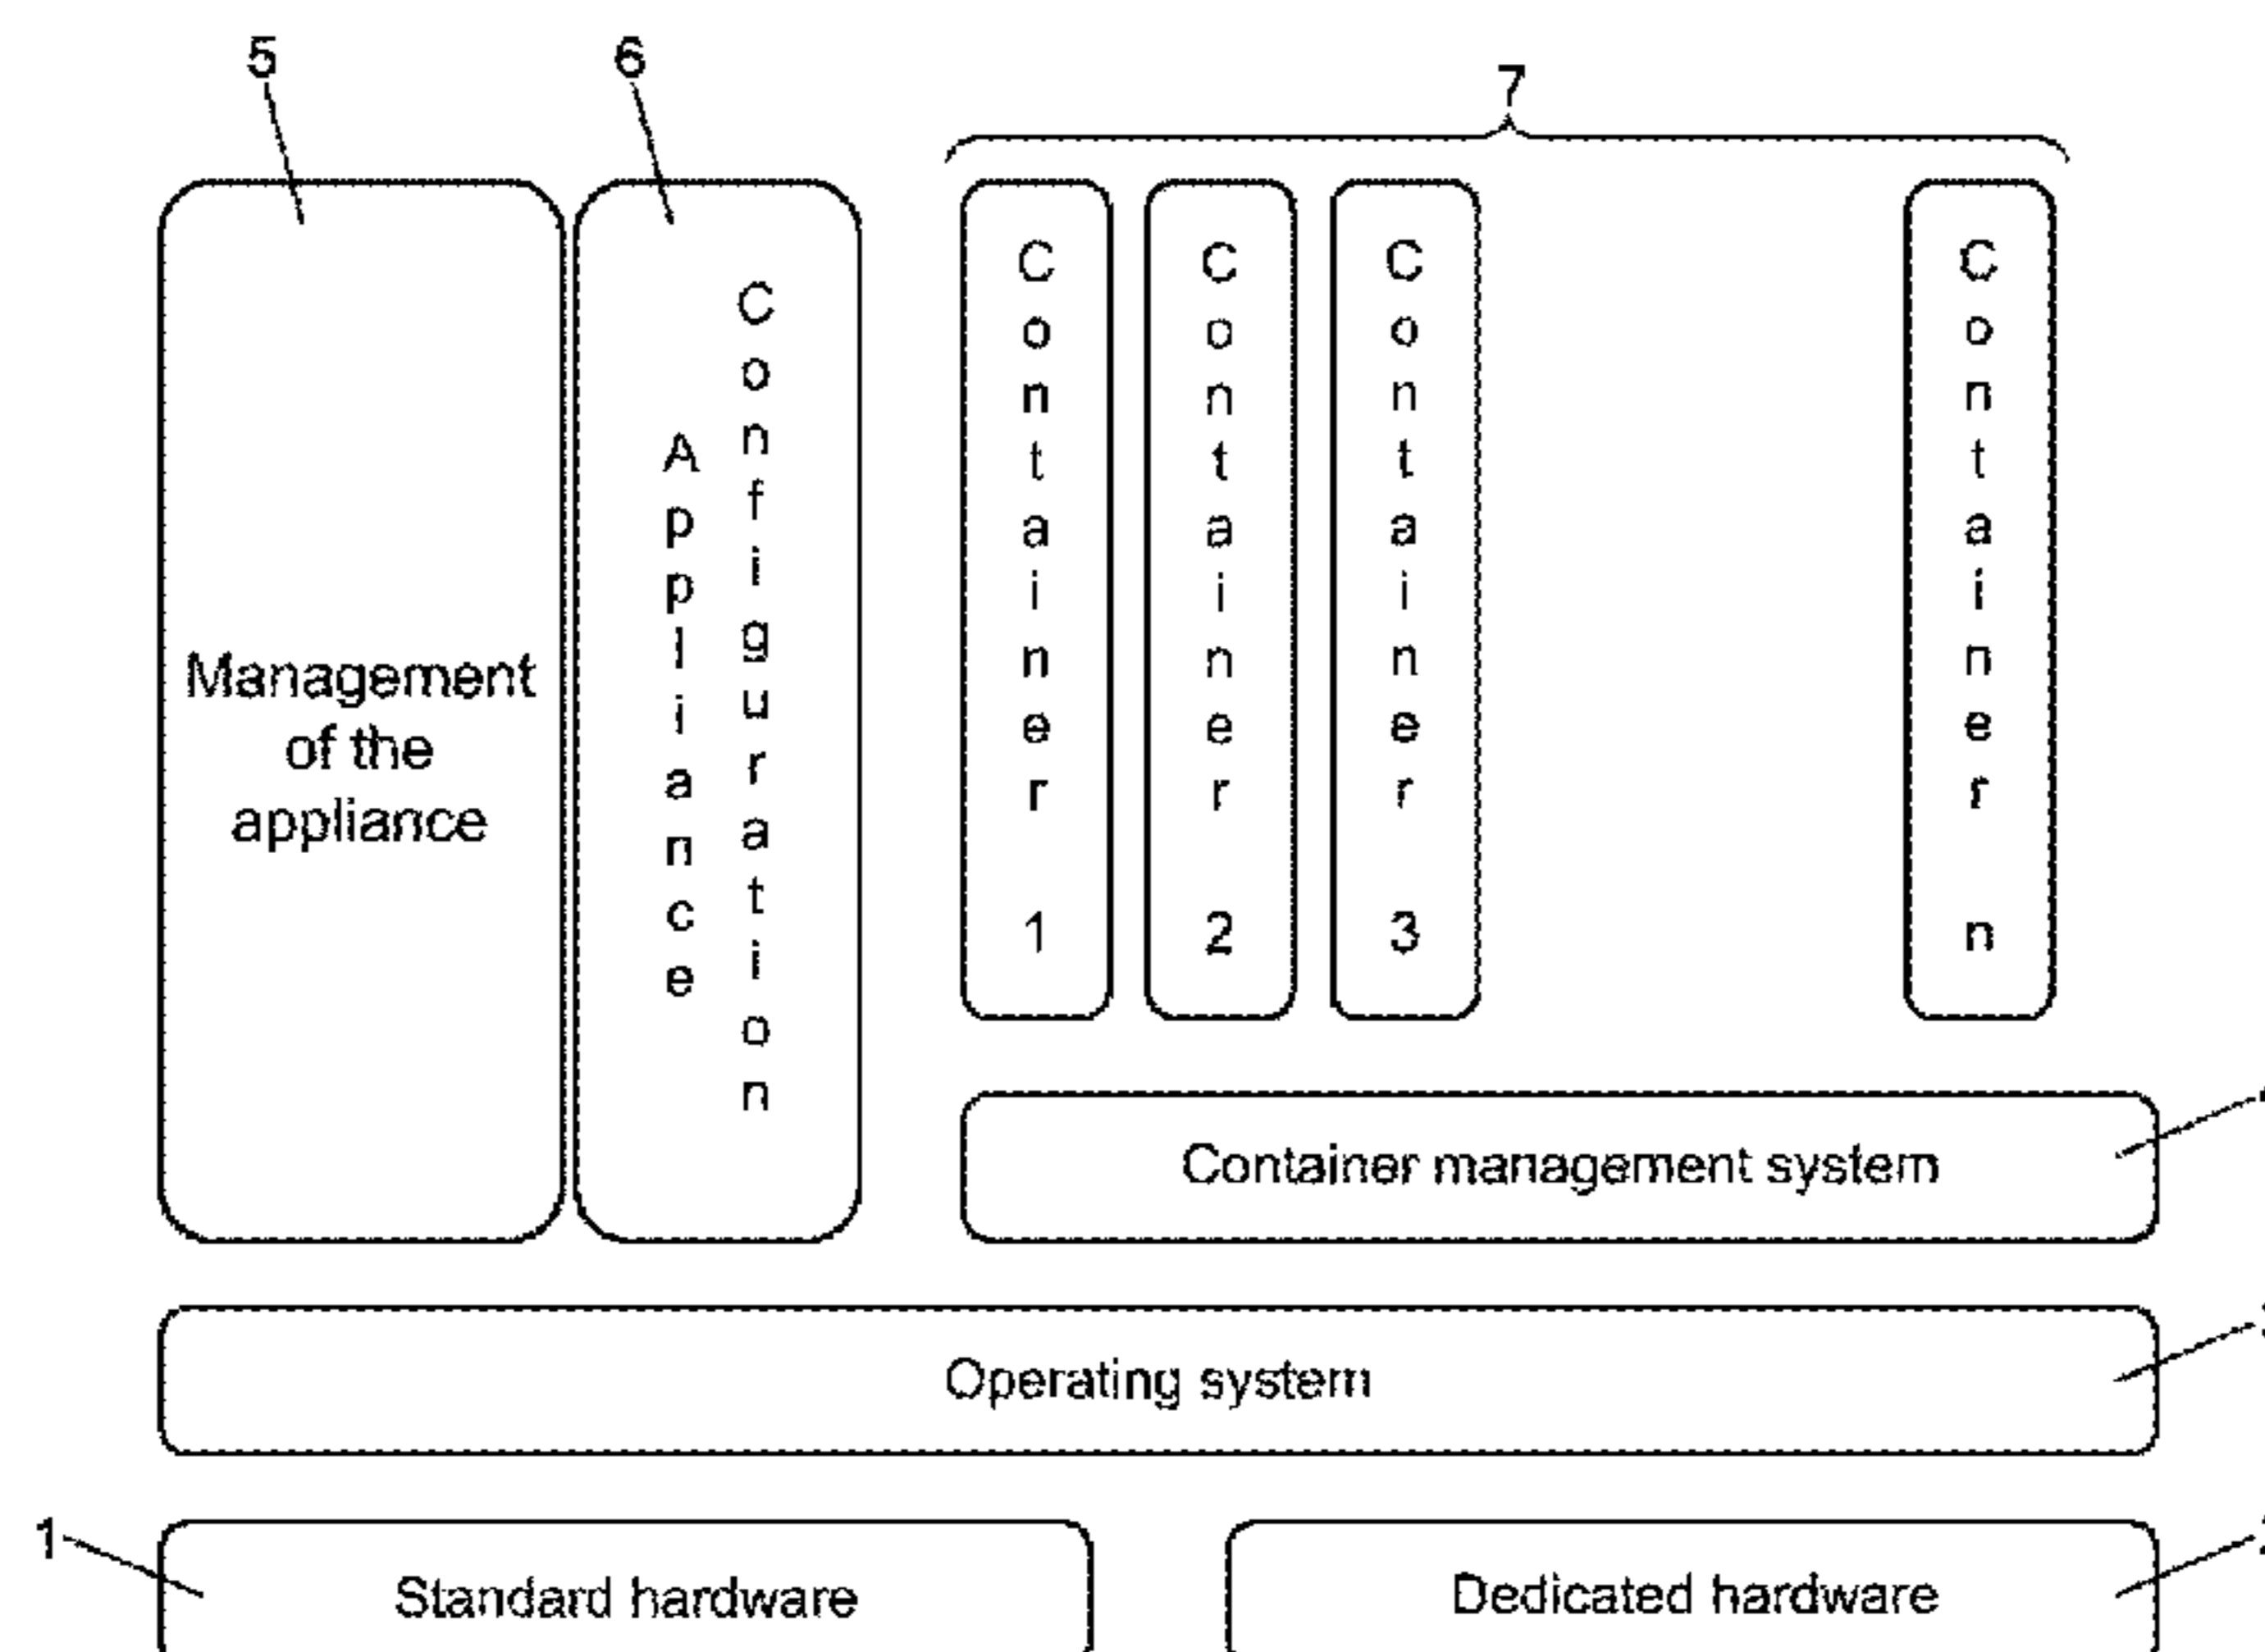 5
6
7
Management
of the
appliance
Appliance
Configuration
Container 1
Container 2
Container 3
Container n
Container management system
Operating system
1
Standard hardware
Dedicated hardware